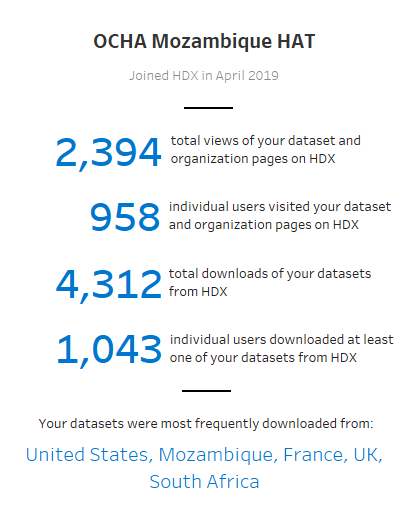 OCHA Mozambique HAT
Joined HDX in April 2019
2,394 total views of your dataset and
organization pages on HDX
958 individual users visited your dataset
and organization pages on HDX
4,312 total downloads of your datasets
from HDX
1,043 individual users downloaded at least
one of your datasets from HDX
Your datasets were most frequently downloaded from:
United States, Mozambique, France, UK,
South Africa